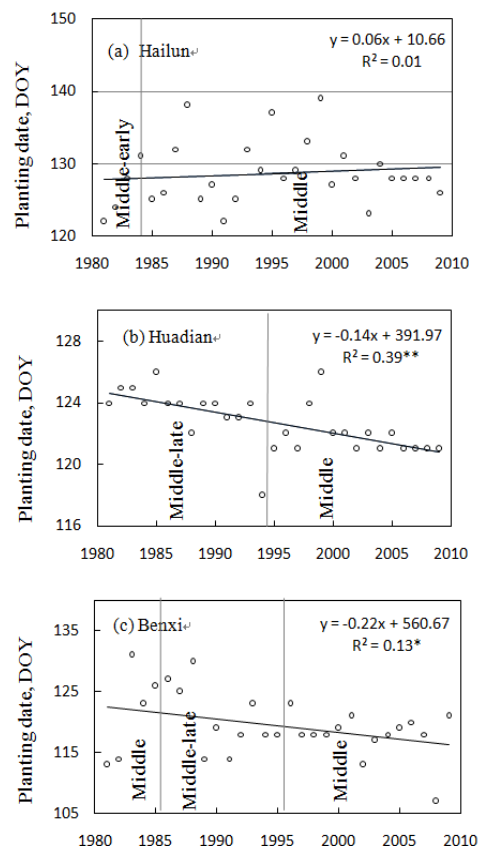 150
(a) Hailun↵
y = 0.06x + 10.66
R² = 0.01
140
130
120
Planting date, DOY
Middle-early
Middle
1980 1985 1990 1995 2000 2005 2010
128
(b) Huadian↵
y = -0.14x + 391.97
R² = 0.39**
124
120
116
Planting date, DOY
Middle-late
Middle
1980 1985 1990 1995 2000 2005 2010
135
(c) Benxi↵
y = -0.22x + 560.67
R² = 0.13*
125
115
105
Planting date, DOY
Middle
Middle-late
Middle
1980 1985 1990 1995 2000 2005 2010